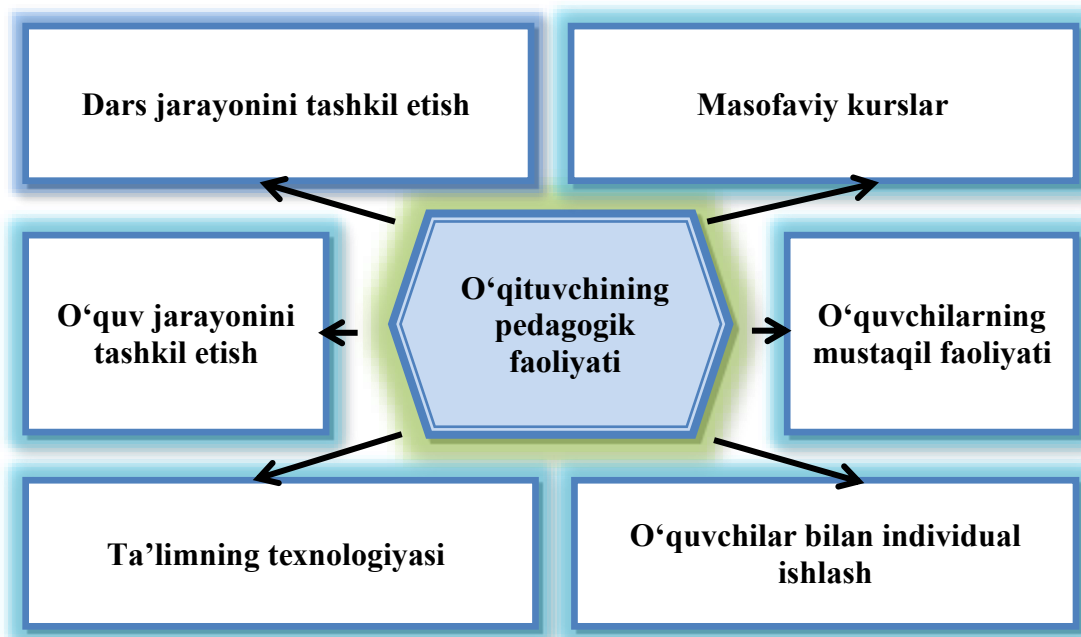 Dars jarayonini tashkil etish
Masofaviy kurslar
O‘quv jarayonini
tashkil etish
O‘qituvchining
pedagogik
faoliyati
O‘quvchilarning
mustaqil faoliyati
Ta’limning texnologiyasi
O‘quvchilar bilan individual
ishlash